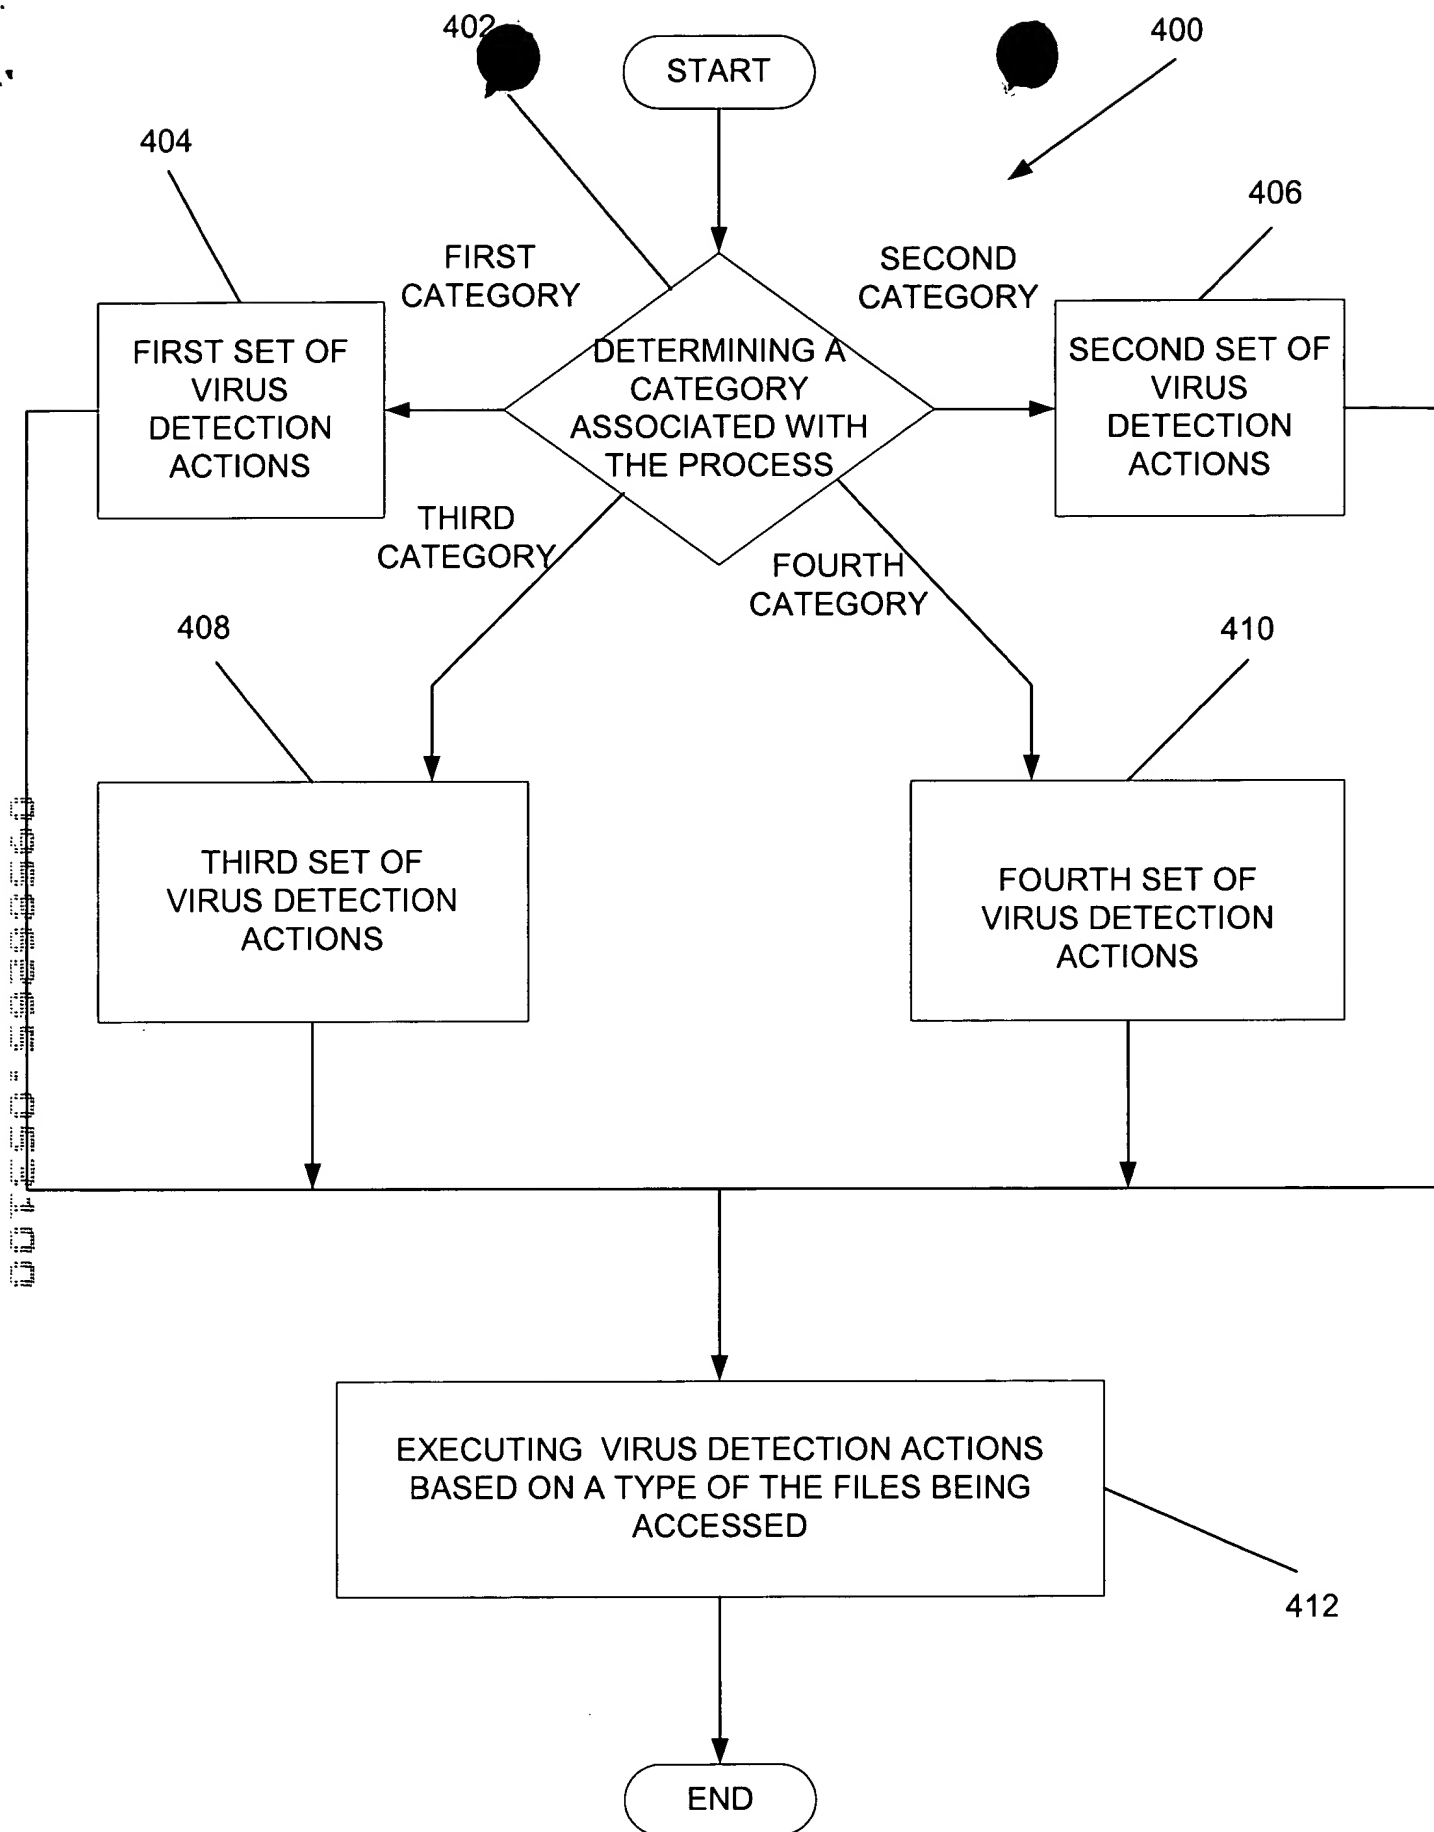 402
START
400
404
406
FIRST
CATEGORY
SECOND
CATEGORY
FIRST SET OF
VIRUS
DETECTION
ACTIONS
DETERMINING A
CATEGORY
ASSOCIATED WITH
THE PROCESS
SECOND SET OF
VIRUS
DETECTION
ACTIONS
THIRD
CATEGORY
FOURTH
CATEGORY
408
410
THIRD SET OF
VIRUS DETECTION
ACTIONS
FOURTH SET OF
VIRUS DETECTION
ACTIONS
EXECUTING VIRUS DETECTION ACTIONS
BASED ON A TYPE OF THE FILES BEING
ACCESSED
412
END